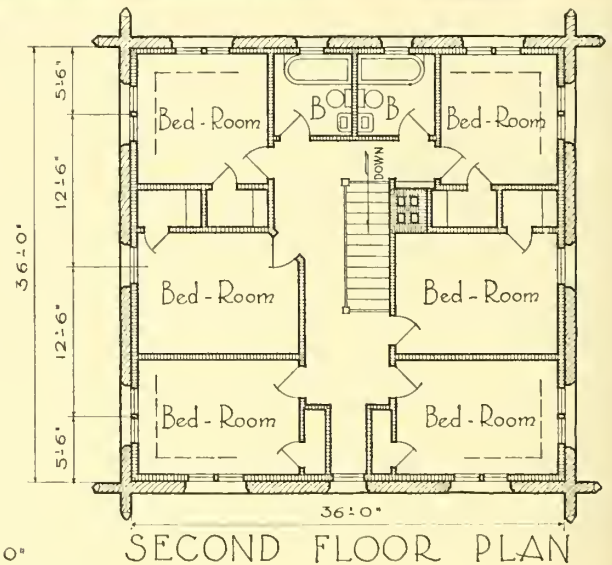 5'-6"
12'-6"
36'-0"
12'-6"
5'-6"
Bed-Room
B
B
Bed-Room
DOWN
Bed-Room
Bed-Room
Bed-Room
Bed-Room
36'-0"
0"
SECOND FLOOR PLAN